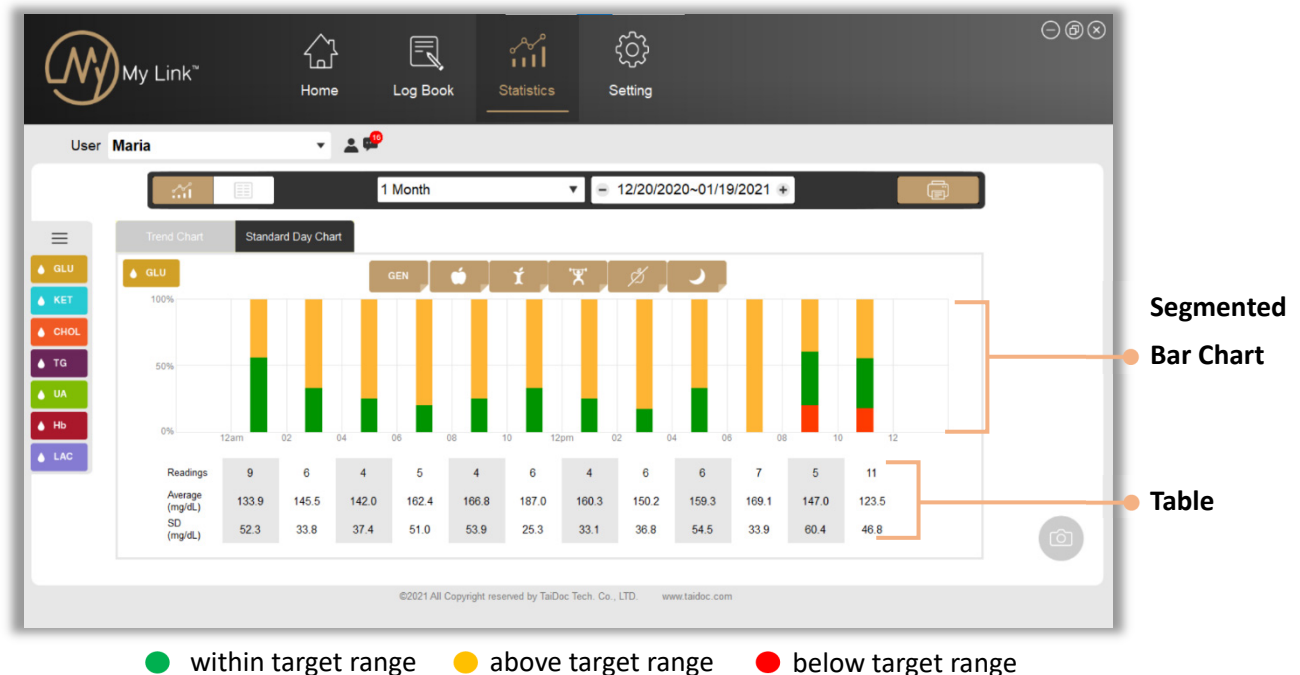 My My Link™
Home Log Book Statistics Setting
User Maria 16
1 Month 12/20/2020~01/19/2021
Trend Chart Standard Day Chart
GLU
KET
CHOL
TG
UA
Hb
LAC
GLU
GEN
100%
50%
0%
12am 02 04 06 08 10 12pm 02 04 06 08 10 12
Readings 9 6 4 5 4 6 4 6 6 7 5 11
Average (mg/dL) 133.9 145.5 142.0 162.4 166.8 187.0 160.3 150.2 159.3 169.1 147.0 123.5
SD (mg/dL) 52.3 33.8 37.4 51.0 53.9 25.3 33.1 36.8 54.5 33.9 60.4 46.8
Segmented
Bar Chart
Table
©2021 All Copyright reserved by TaiDoc Tech. Co., LTD. www.taidoc.com
within target range above target range below target range